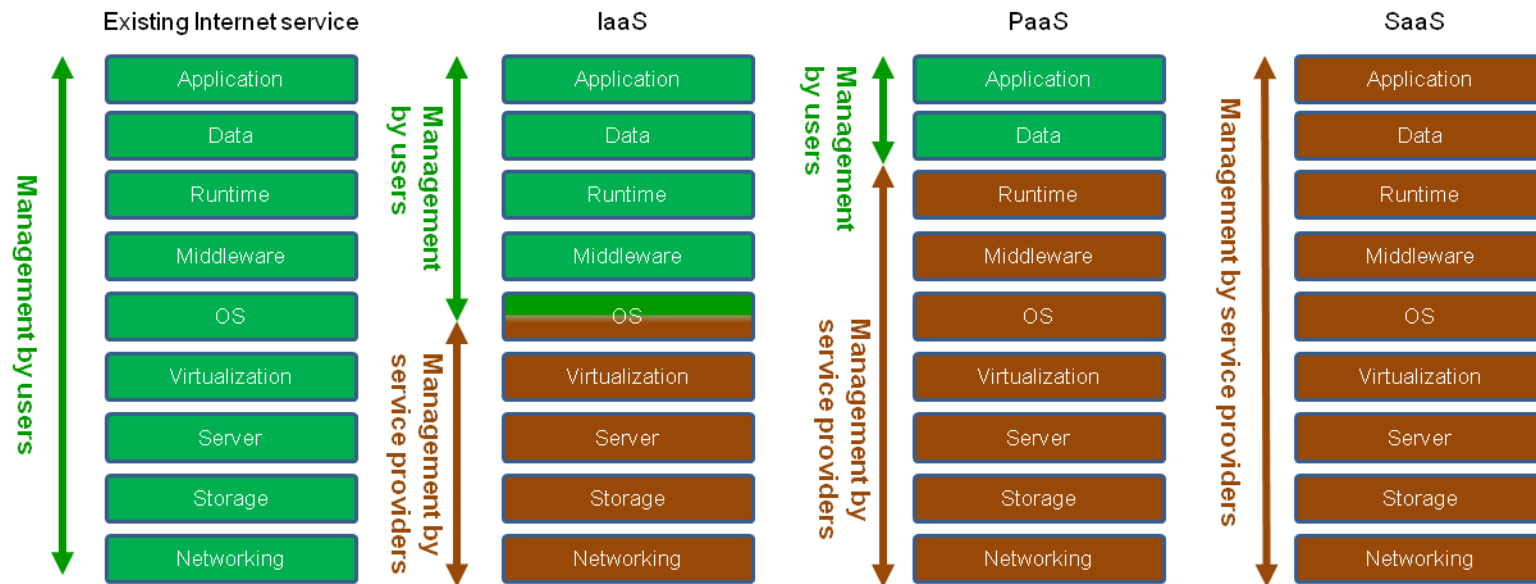 Existing Internet service
IaaS
PaaS
SaaS
Management by users
Application
Data
Runtime
Middleware
OS
Virtualization
Server
Storage
Networking
Management
by users
Management by
service providers
Application
Data
Runtime
Middleware
OS
Virtualization
Server
Storage
Networking
Management
by users
Management by
service providers
Application
Data
Runtime
Middleware
OS
Virtualization
Server
Storage
Networking
Management by service providers
Application
Data
Runtime
Middleware
OS
Virtualization
Server
Storage
Networking